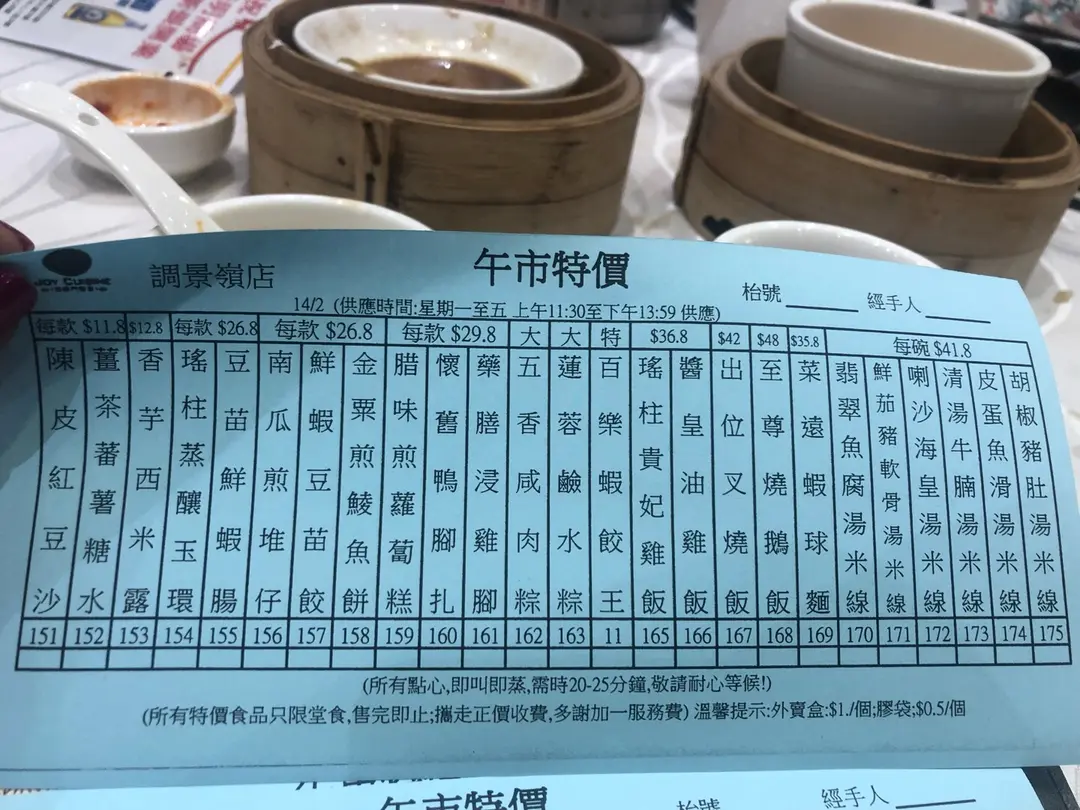 JOY CUISINE
調景嶺店 午市特價 枱號 經手人
14/2 (供應時間:星期一至五 上午11:30至下午13:59 供應)
每款 $11.8 $12.8 每款 $26.8 每款 $26.8 每款 $29.8 大 大 特 $36.8 $42 $48 $35.8 每碗 $41.8
陳皮紅豆沙
薑茶蕃薯糖水
香芋西米露
瑤柱蒸釀玉環
豆苗鮮蝦腸
南瓜煎堆仔
鮮蝦豆苗餃
金粟煎鯪魚餅
腊味煎蘿蔔糕
懷舊鴨腳扎
藥膳浸雞腳
五香咸肉粽
蓮蓉鹼水粽
百樂蝦餃王
瑤柱貴妃雞飯
醬皇油雞飯
出位叉燒飯
至尊燒鵝飯
菜遠蝦球麵
翡翠魚腐湯米線
鮮茄豬軟骨湯米線
喇沙海皇湯米線
清湯牛腩湯米線
皮蛋魚滑湯米線
胡椒豬肚湯米線
151 152 153 154 155 156 157 158 159 160 161 162 163 11 165 166 167 168 169 170 171 172 173 174 175
(所有點心,即叫即蒸,需時20-25分鐘,敬請耐心等候!)
(所有特價食品只限堂食,售完即止;攜走正價收費,多謝加一服務費) 溫馨提示:外賣盒:$1./個;膠袋;$0.5/個
午市特價 枱號 經手人